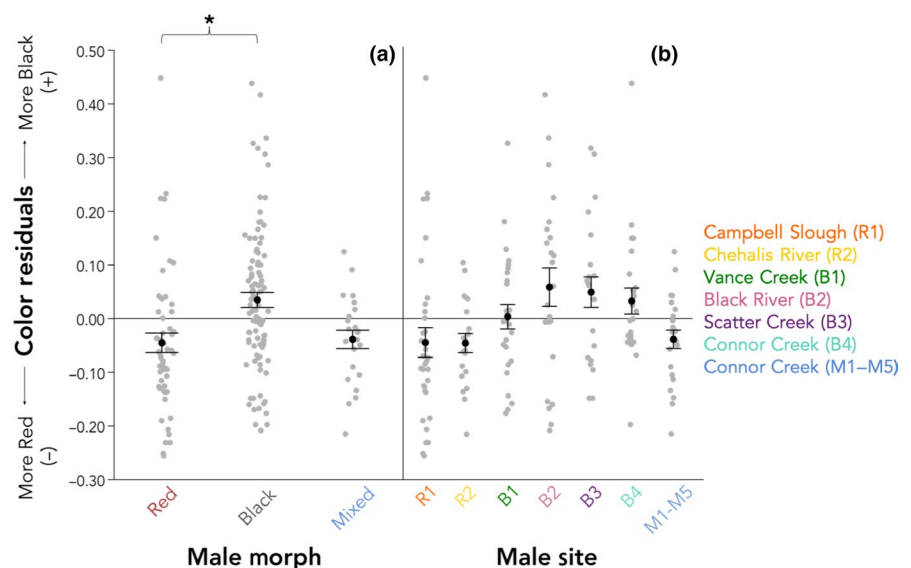 *
(a)
(b)
More Black
(+)
Color residuals
More Red
(–)
0.50
0.40
0.30
0.20
0.10
0.00
–0.10
–0.20
–0.30
Red
Black
Mixed
R1
R2
B1
B2
B3
B4
M1–M5
Male morph
Male site
Campbell Slough (R1)
Chehalis River (R2)
Vance Creek (B1)
Black River (B2)
Scatter Creek (B3)
Connor Creek (B4)
Connor Creek (M1–M5)